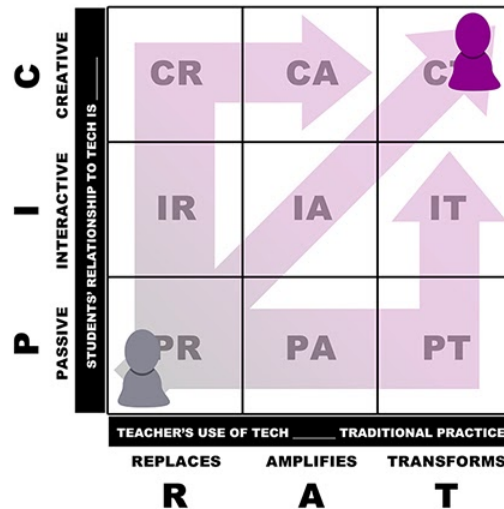 C
CREATIVE
I
INTERACTIVE
P
PASSIVE
STUDENTS' RELATIONSHIP TO TECH IS _____
CR CA
IR IA IT
PR PA PT
TEACHER'S USE OF TECH ______ TRADITIONAL PRACTICE
REPLACES AMPLIFIES TRANSFORMS
R A T